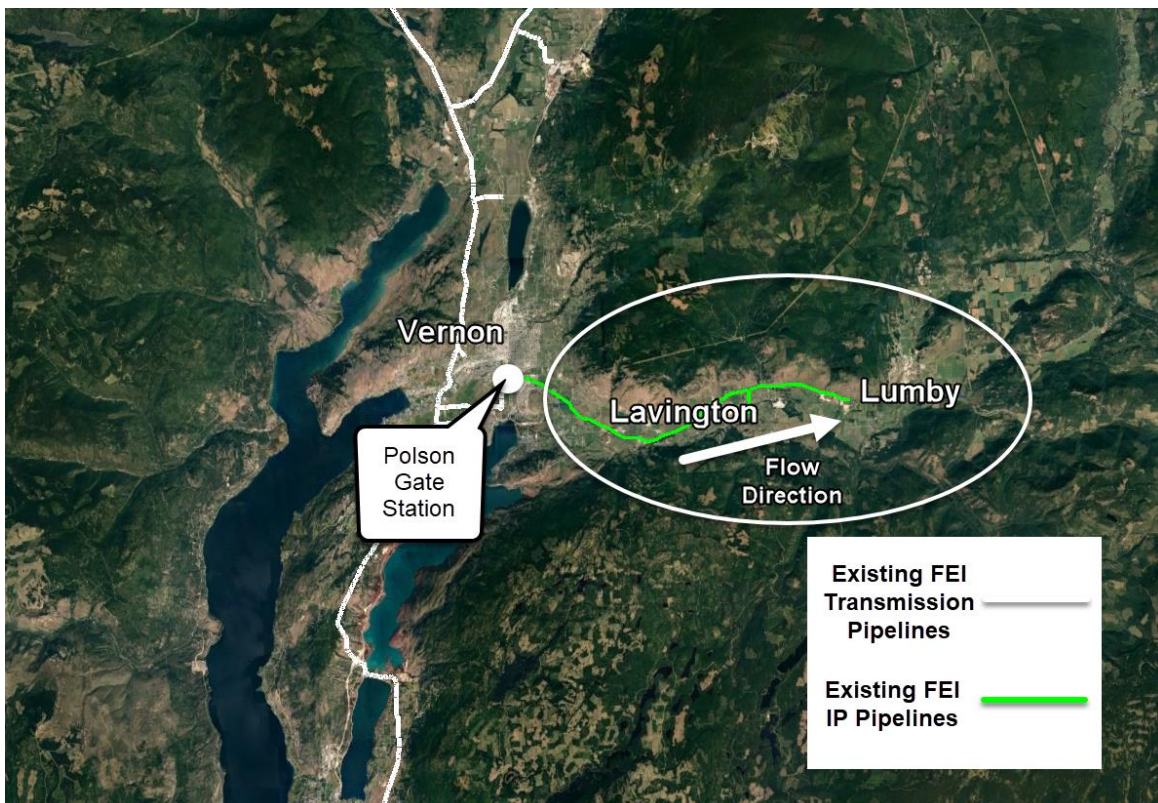 Vernon
Polson
Gate
Station
Lavington
Lumby
Flow
Direction
Existing FEI
Transmission
Pipelines
Existing FEI
IP Pipelines